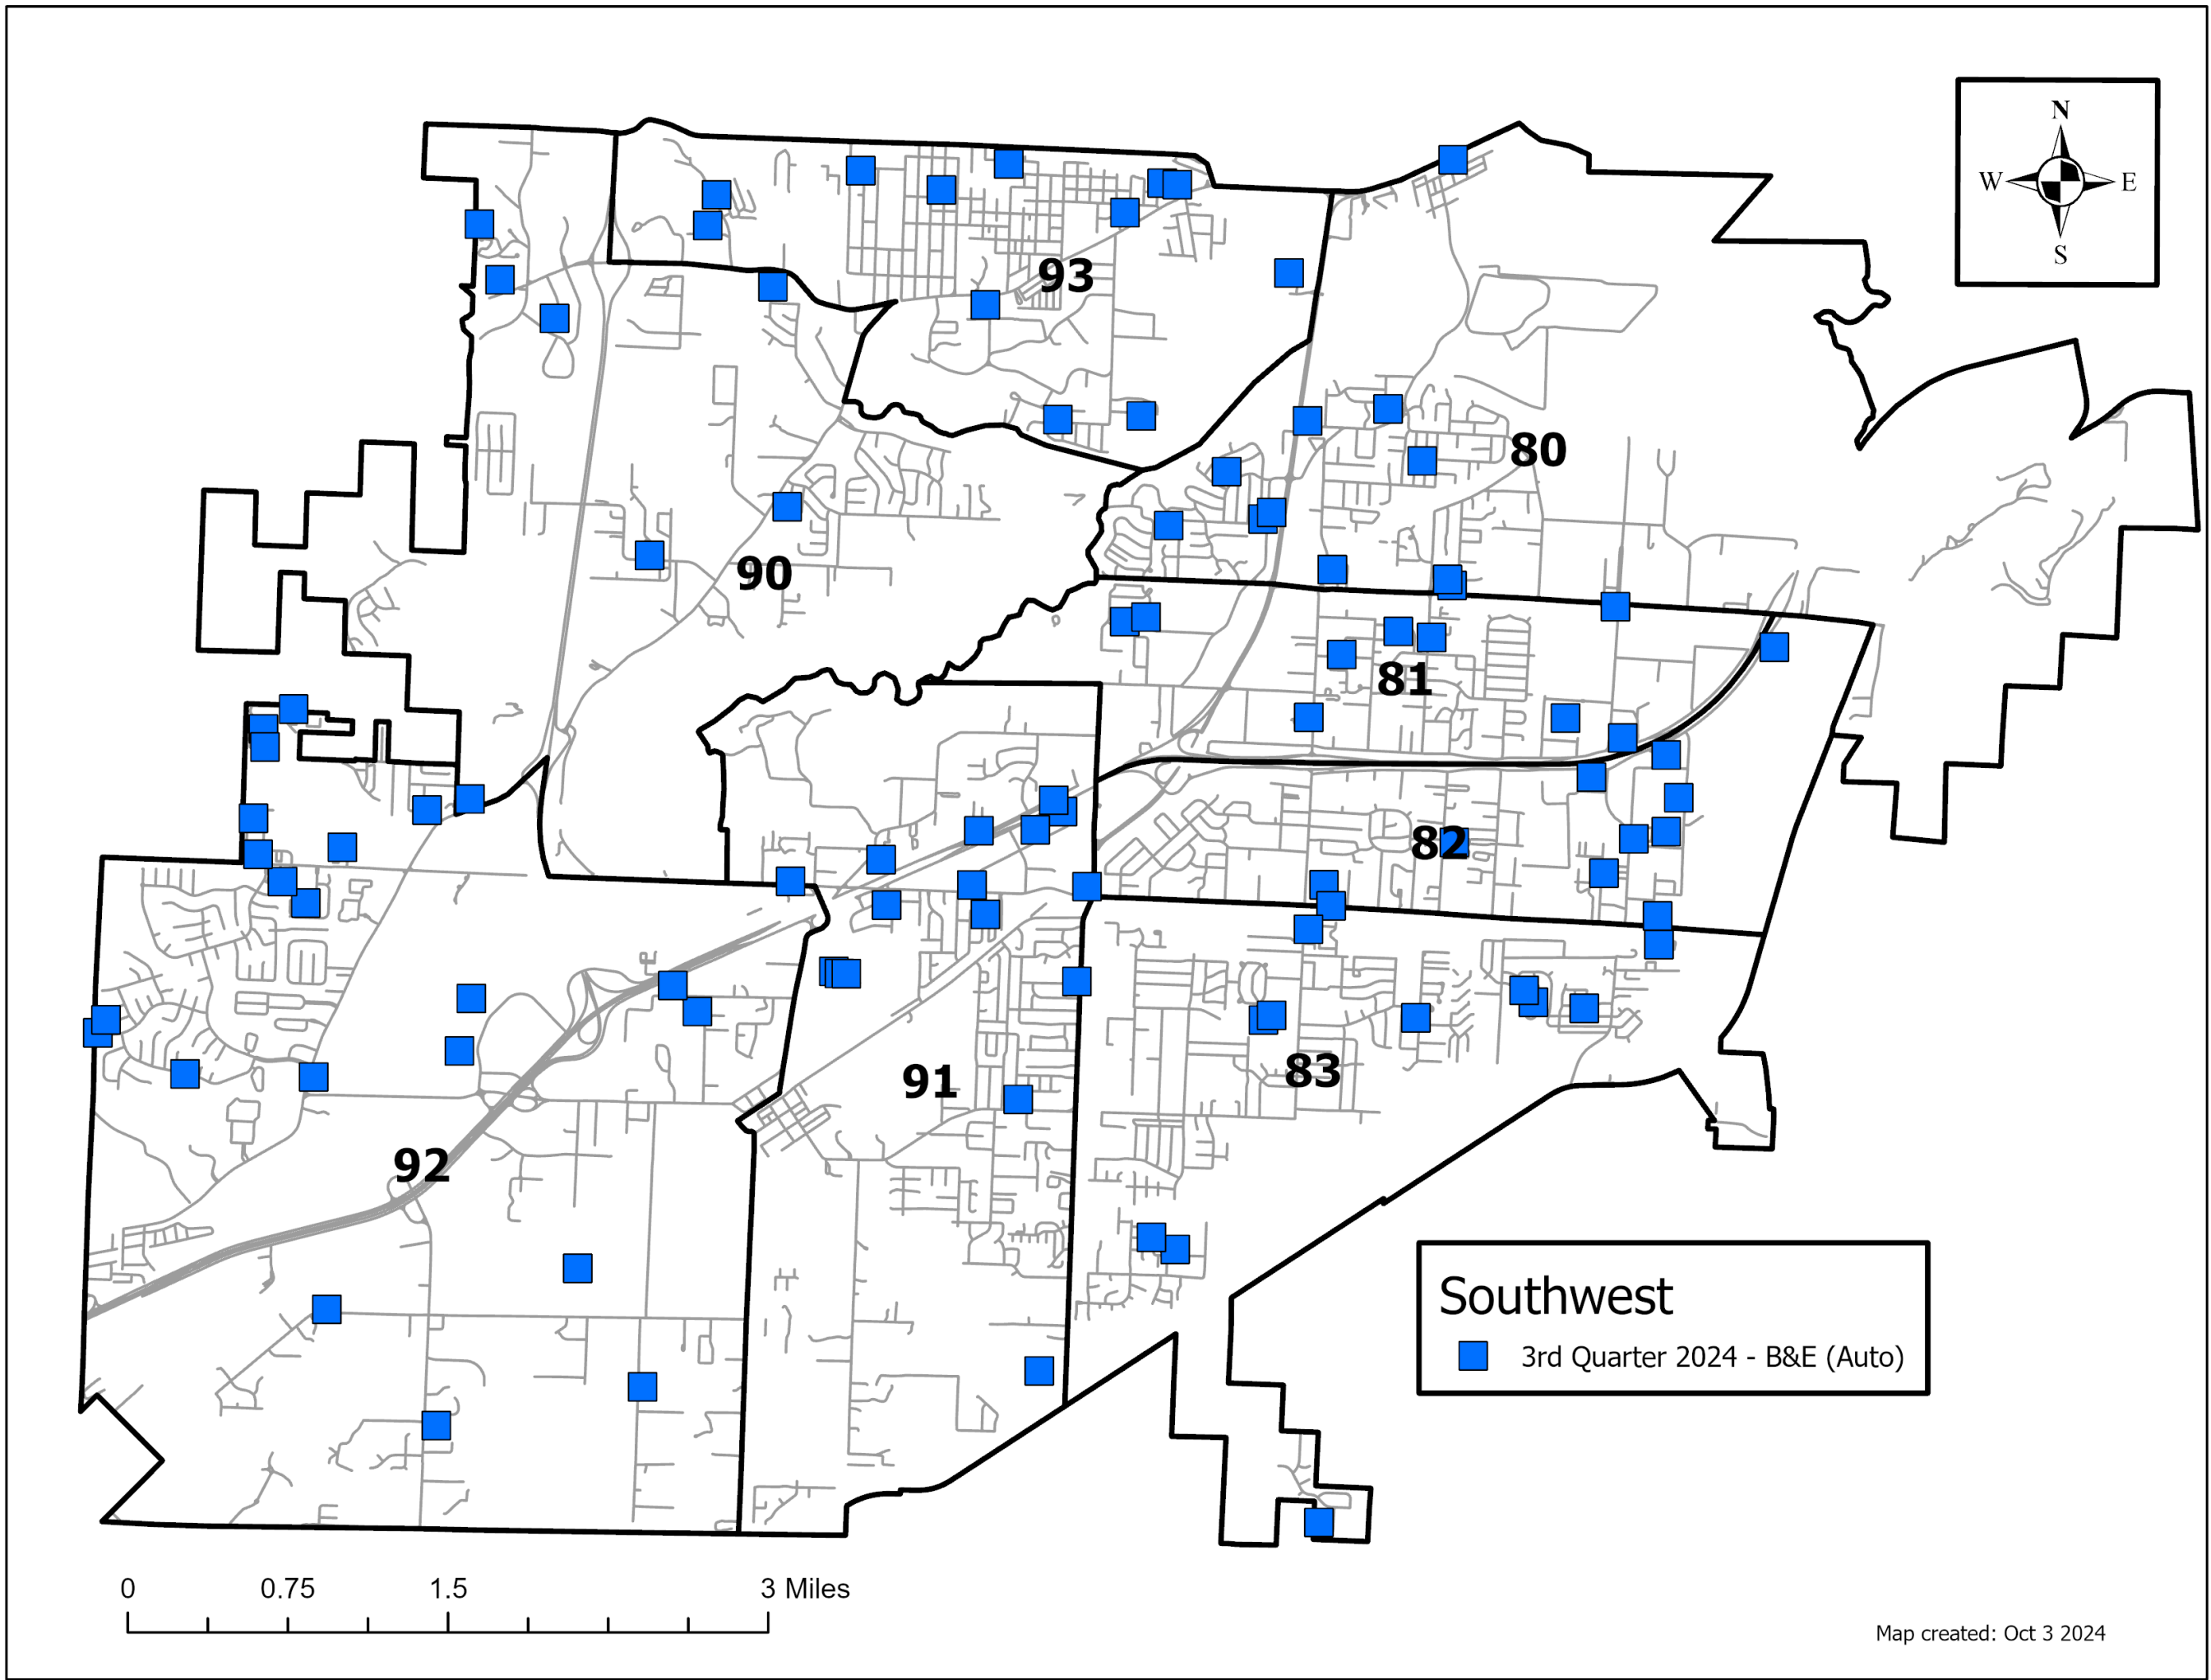 N
W E
S
93
80
90
81
82
91
83
92
Southwest
3rd Quarter 2024 - B&E (Auto)
0 0.75 1.5 3 Miles
Map created: Oct 3 2024